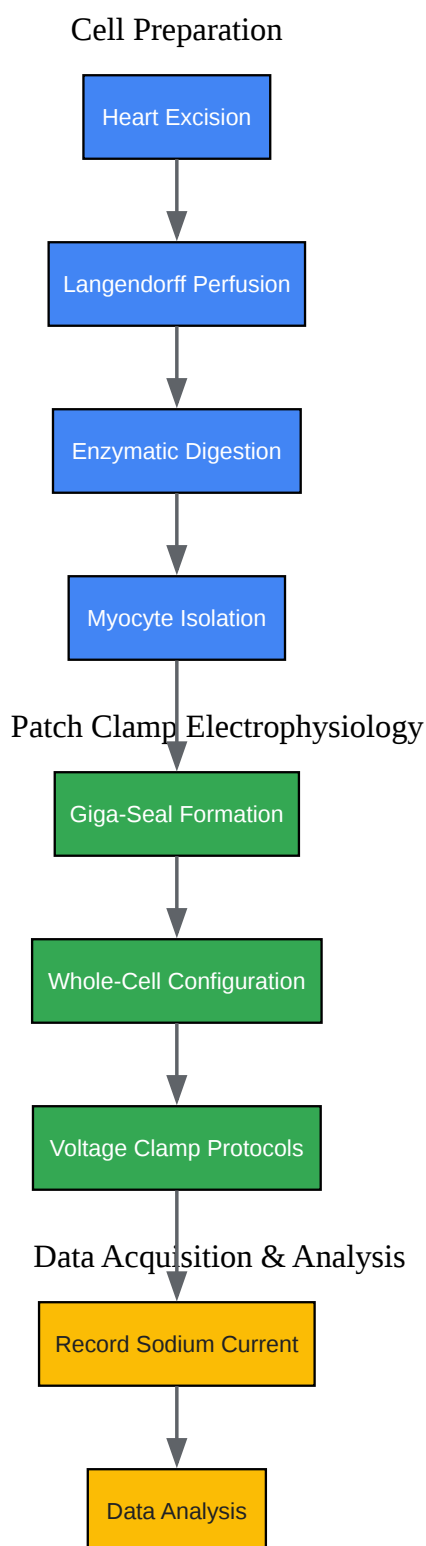 Cell Preparation
Heart Excision
Langendorff Perfusion
Enzymatic Digestion
Myocyte Isolation
Patch Clamp Electrophysiology
Giga-Seal Formation
Whole-Cell Configuration
Voltage Clamp Protocols
Data Acquisition & Analysis
Record Sodium Current
Data Analysis